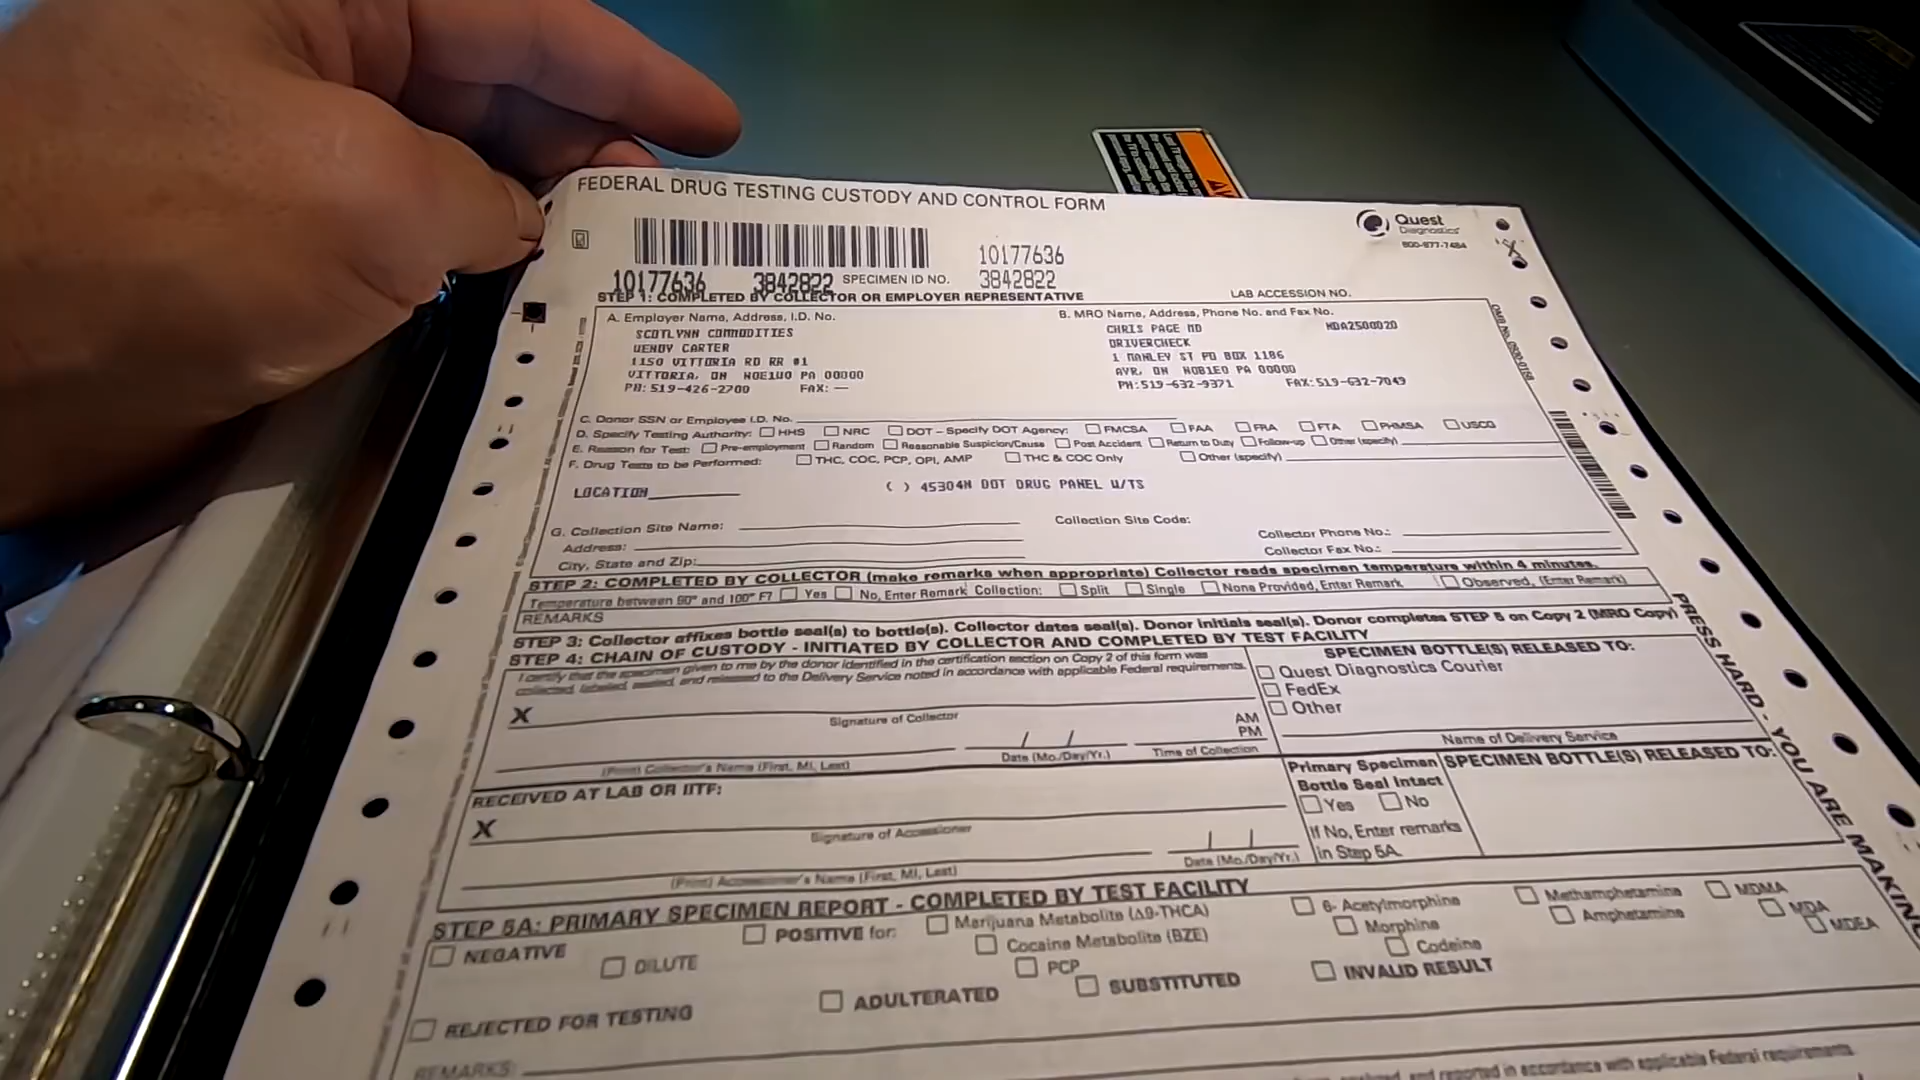 FEDERAL DRUG TESTING CUSTODY AND CONTROL FORM
Quest
Diagnostics
800-877-7484
10177636 3842822 SPECIMEN ID NO. 10177636 3842822
LAB ACCESSION NO.
STEP 1: COMPLETED BY COLLECTOR OR EMPLOYER REPRESENTATIVE
A. Employer Name, Address, I.D. No.
SCOTLYNN COMMODITIES
WENDY CARTER
1150 VITTORIA RD RR #1
VITTORIA, ON NOE1WO PA 00000
PH: 519-426-2700 FAX: —
B. MRO Name, Address, Phone No. and Fax No.
CHRIS PAGE MD MDA2500020
DRIVERCHECK
1 MANLEY ST PO BOX 1186
AYR, ON NOB1EO PA 00000
PH:519-632-9371 FAX:519-632-7049
OMB No. 0930-0158
C. Donor SSN or Employee I.D. No.
D. Specify Testing Authority: HHS NRC DOT – Specify DOT Agency: FMCSA FAA FRA FTA PHMSA USCG
E. Reason for Test: Pre-employment Random Reasonable Suspicion/Cause Post Accident Return to Duty Follow-up Other (specify)
F. Drug Tests to be Performed: THC, COC, PCP, OPI, AMP THC & COC Only Other (specify)
LOCATION ( ) 45304N DOT DRUG PANEL W/TS
G. Collection Site Name: Collection Site Code:
Address: Collector Phone No.:
City, State and Zip: Collector Fax No.:
STEP 2: COMPLETED BY COLLECTOR (make remarks when appropriate) Collector reads specimen temperature within 4 minutes.
Temperature between 90° and 100° F? Yes No, Enter Remark Collection: Split Single None Provided, Enter Remark Observed, (Enter Remark)
REMARKS
STEP 3: Collector affixes bottle seal(s) to bottle(s). Collector dates seal(s). Donor initials seal(s). Donor completes STEP 5 on Copy 2 (MRO Copy)
STEP 4: CHAIN OF CUSTODY - INITIATED BY COLLECTOR AND COMPLETED BY TEST FACILITY
I certify that the specimen given to me by the donor identified in the certification section on Copy 2 of this form was
collected, labeled, sealed, and released to the Delivery Service noted in accordance with applicable Federal requirements.
SPECIMEN BOTTLE(S) RELEASED TO:
Quest Diagnostics Courier
FedEx
Other
X
Signature of Collector
AM
PM
(Print) Collector's Name (First, MI, Last) Date (Mo./Day/Yr.) Time of Collection
Name of Delivery Service
RECEIVED AT LAB OR IITF:
X
Signature of Accessioner
(Print) Accessioner's Name (First, MI, Last) Date (Mo./Day/Yr.)
Primary Specimen
Bottle Seal Intact
Yes No
If No, Enter remarks
in Step 5A.
SPECIMEN BOTTLE(S) RELEASED TO:
STEP 5A: PRIMARY SPECIMEN REPORT - COMPLETED BY TEST FACILITY
NEGATIVE POSITIVE for: Marijuana Metabolite (Δ9-THCA) 6- Acetylmorphine Methamphetamine MDMA
DILUTE Cocaine Metabolite (BZE) Morphine Amphetamine MDA
PCP Codeine MDEA
REJECTED FOR TESTING ADULTERATED SUBSTITUTED INVALID RESULT
REMARKS:
and reported in accordance with applicable Federal requirements.
PRESS HARD - YOU ARE MAKIN